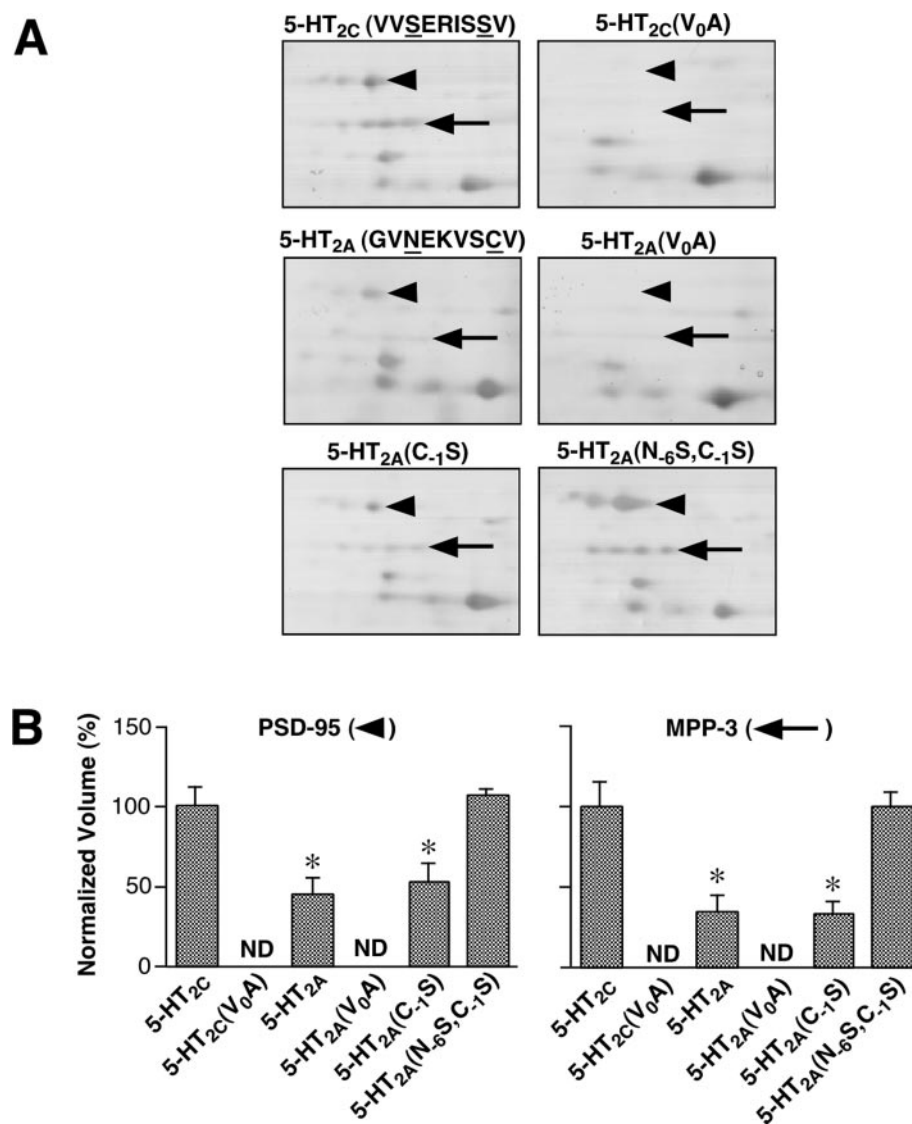 A
5-HT2C (VVSERISSV)
5-HT2C(V0A)
5-HT2A (GVNEKVSCV)
5-HT2A(V0A)
5-HT2A(C-1S)
5-HT2A(N-6S,C-1S)
B
Normalized Volume (%)
150
100
50
0
PSD-95 ( )
* *
ND ND
5-HT2C
5-HT2C(V0A)
5-HT2A
5-HT2A(V0A)
5-HT2A(C-1S)
5-HT2A(N-6S,C-1S)
MPP-3 ( )
* *
ND ND
5-HT2C
5-HT2C(V0A)
5-HT2A
5-HT2A(V0A)
5-HT2A(C-1S)
5-HT2A(N-6S,C-1S)